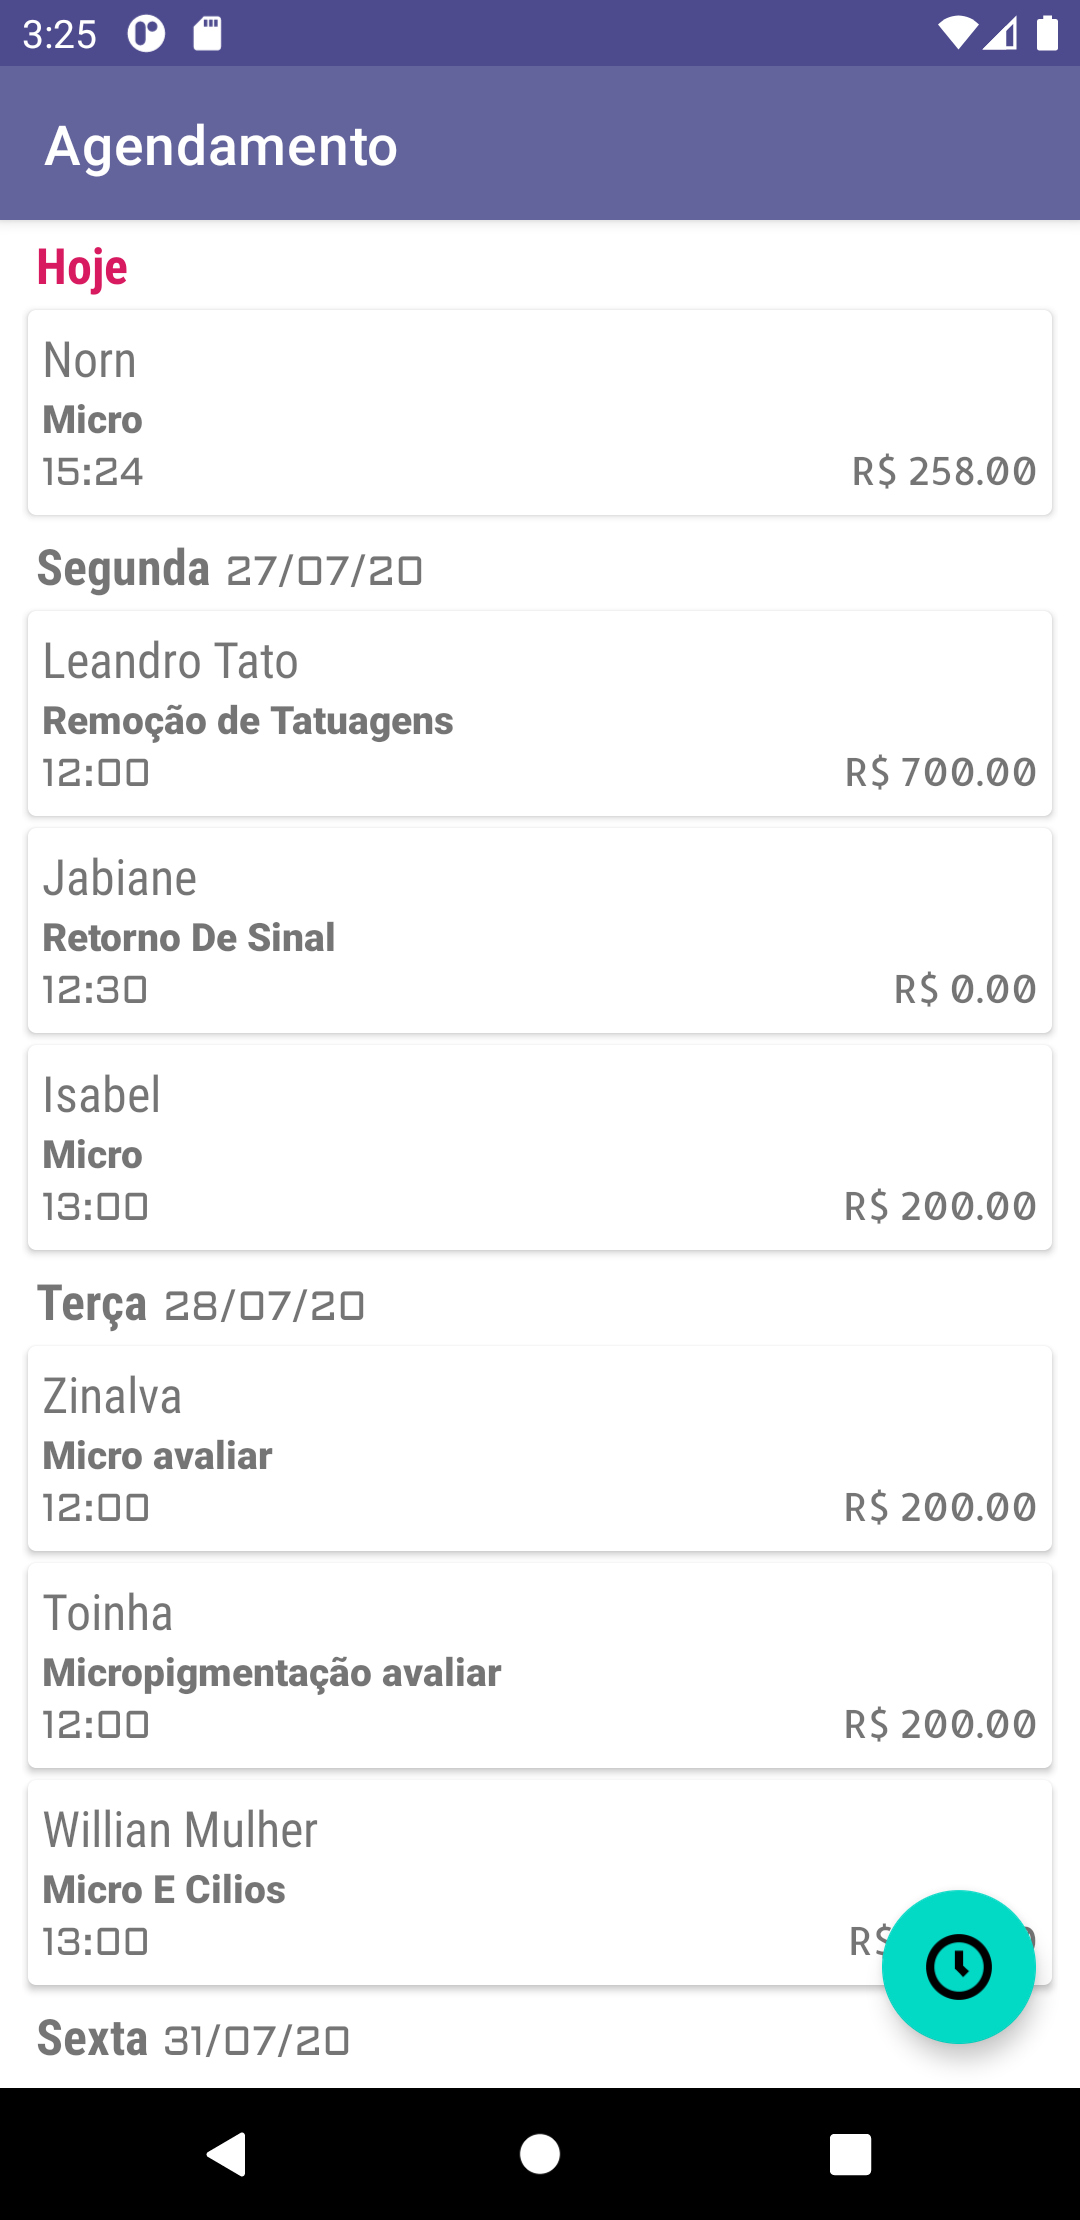 3:25
Agendamento
Hoje
Norn
Micro
15:24 R$ 258.00
Segunda 27/07/20
Leandro Tato
Remoção de Tatuagens
12:00 R$ 700.00
Jabiane
Retorno De Sinal
12:30 R$ 0.00
Isabel
Micro
13:00 R$ 200.00
Terça 28/07/20
Zinalva
Micro avaliar
12:00 R$ 200.00
Toinha
Micropigmentação avaliar
12:00 R$ 200.00
Willian Mulher
Micro E Cilios
13:00 R$
Sexta 31/07/20